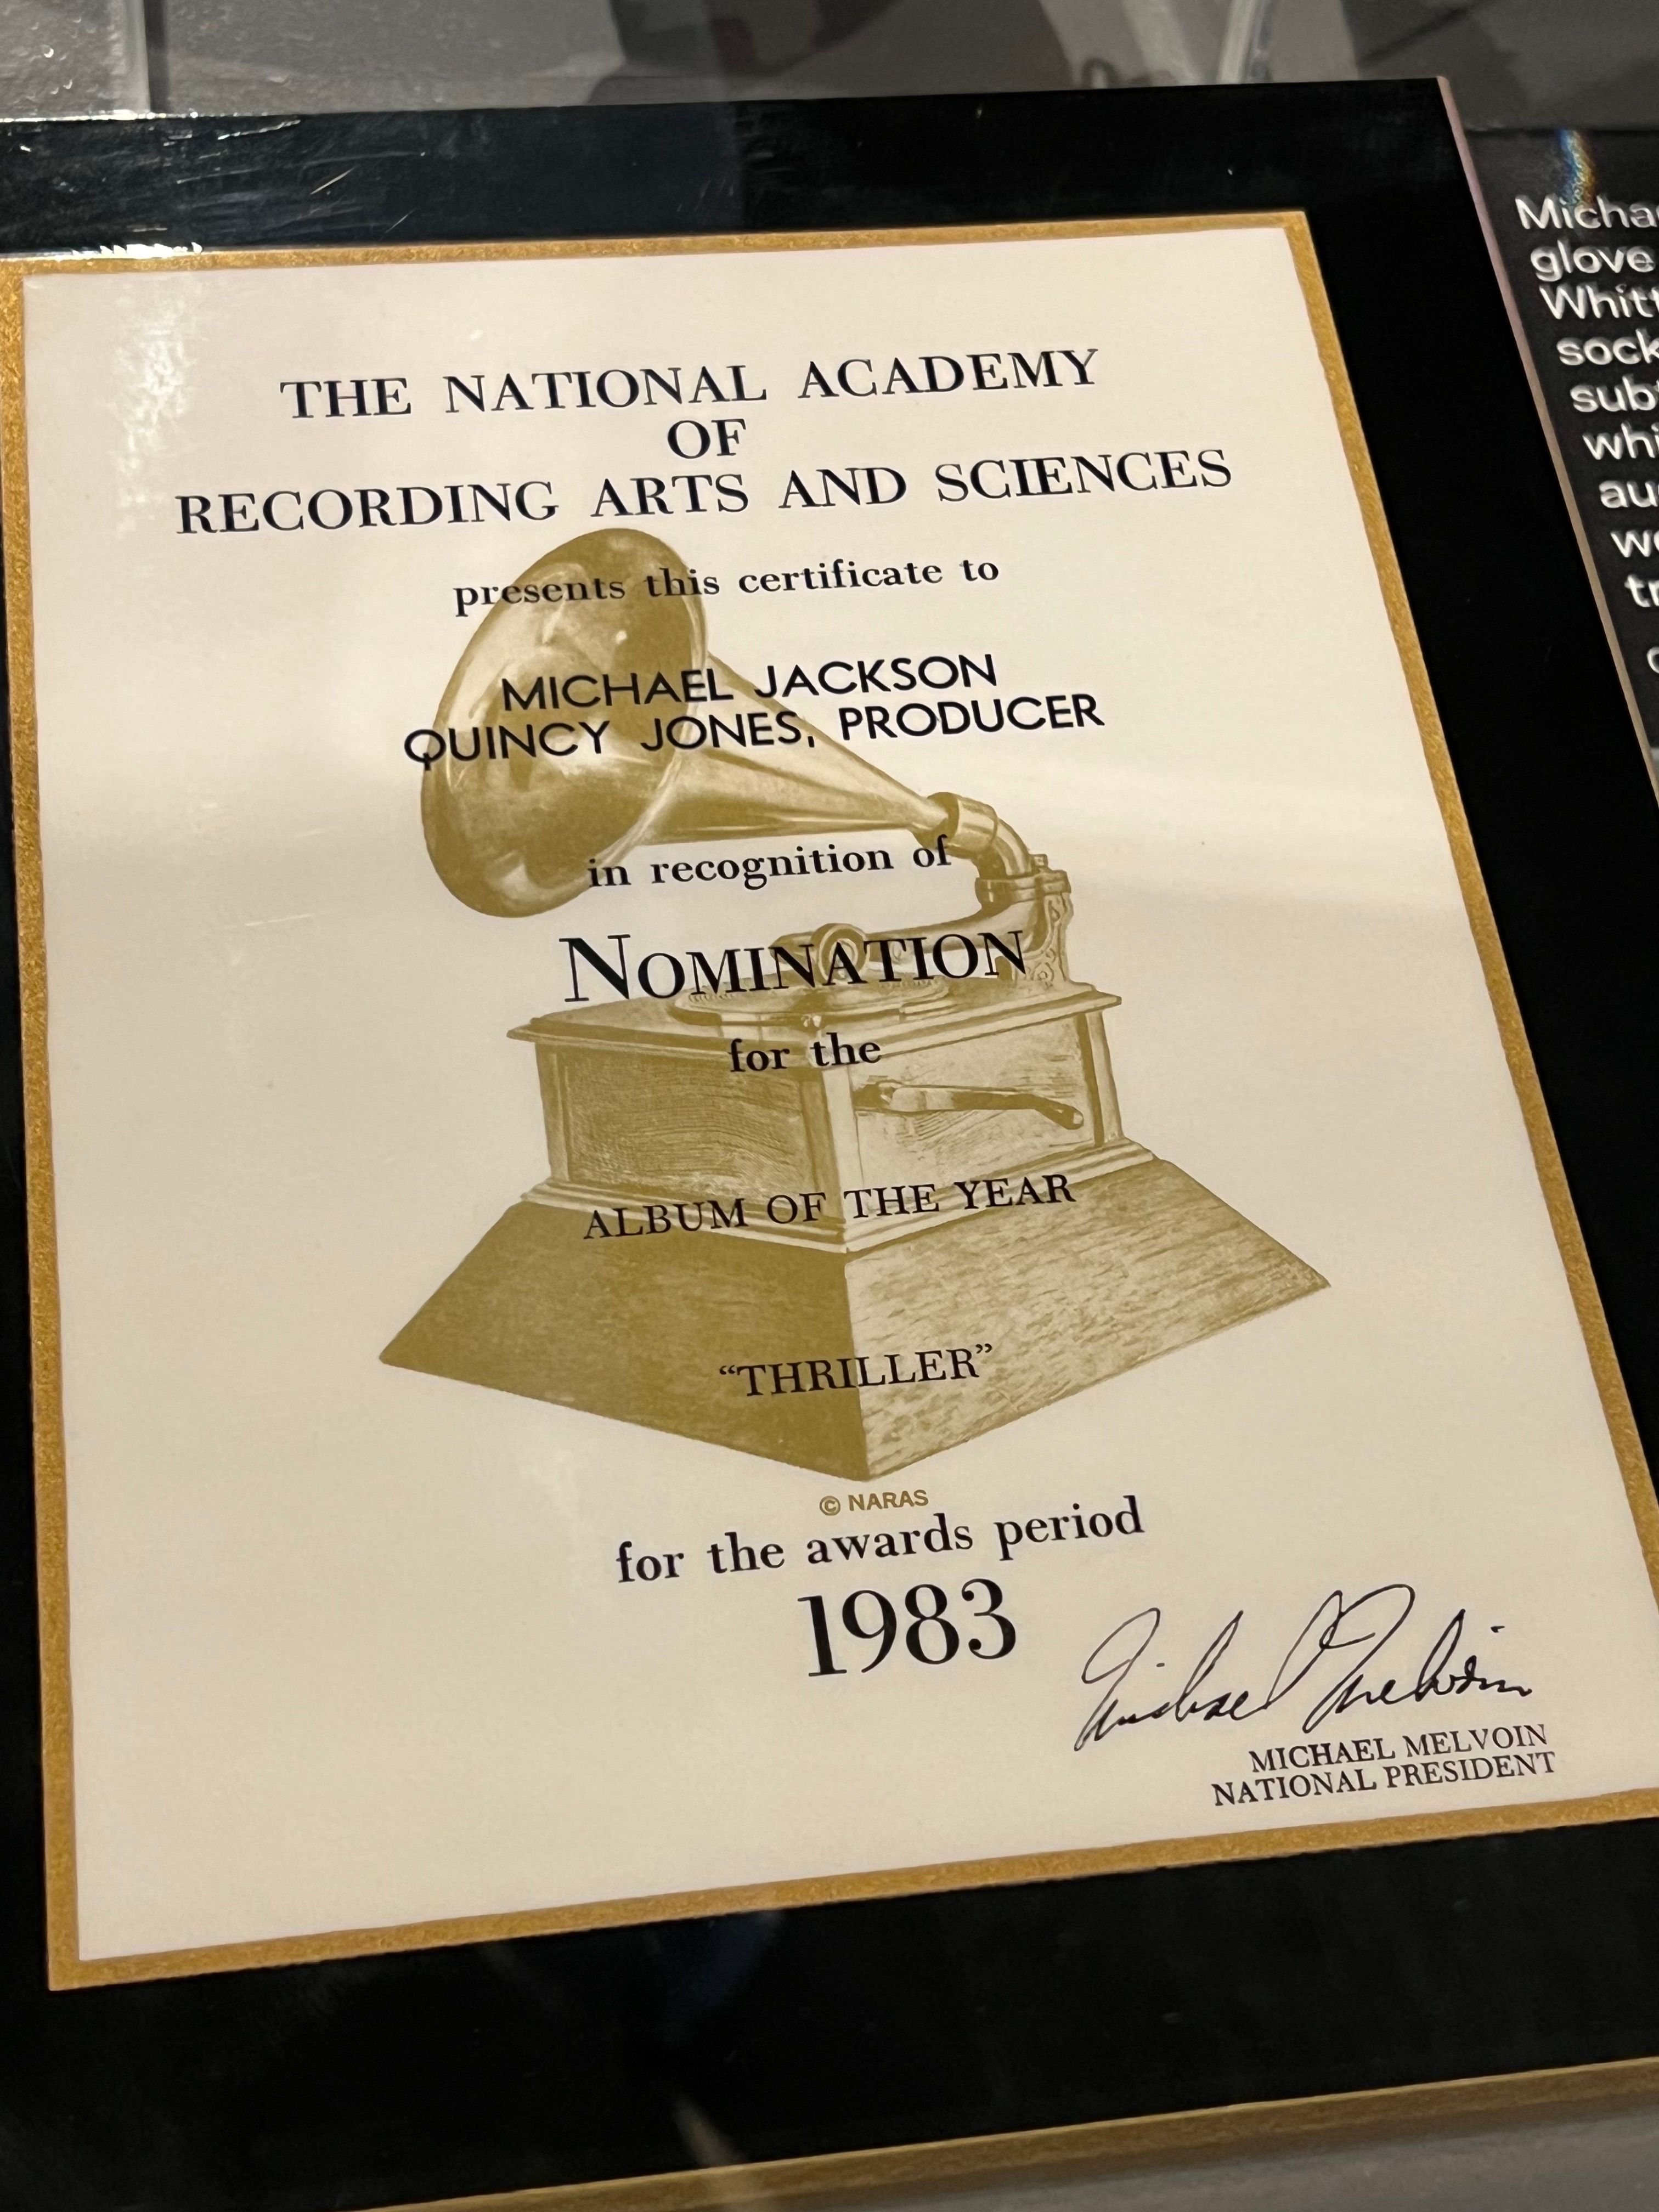 THE NATIONAL ACADEMY
OF
RECORDING ARTS AND SCIENCES
presents this certificate to
MICHAEL JACKSON
QUINCY JONES, PRODUCER
in recognition of
NOMINATION
for the
ALBUM OF THE YEAR
“THRILLER”
© NARAS
for the awards period
1983
Michael Melvoin
MICHAEL MELVOIN
NATIONAL PRESIDENT
glove